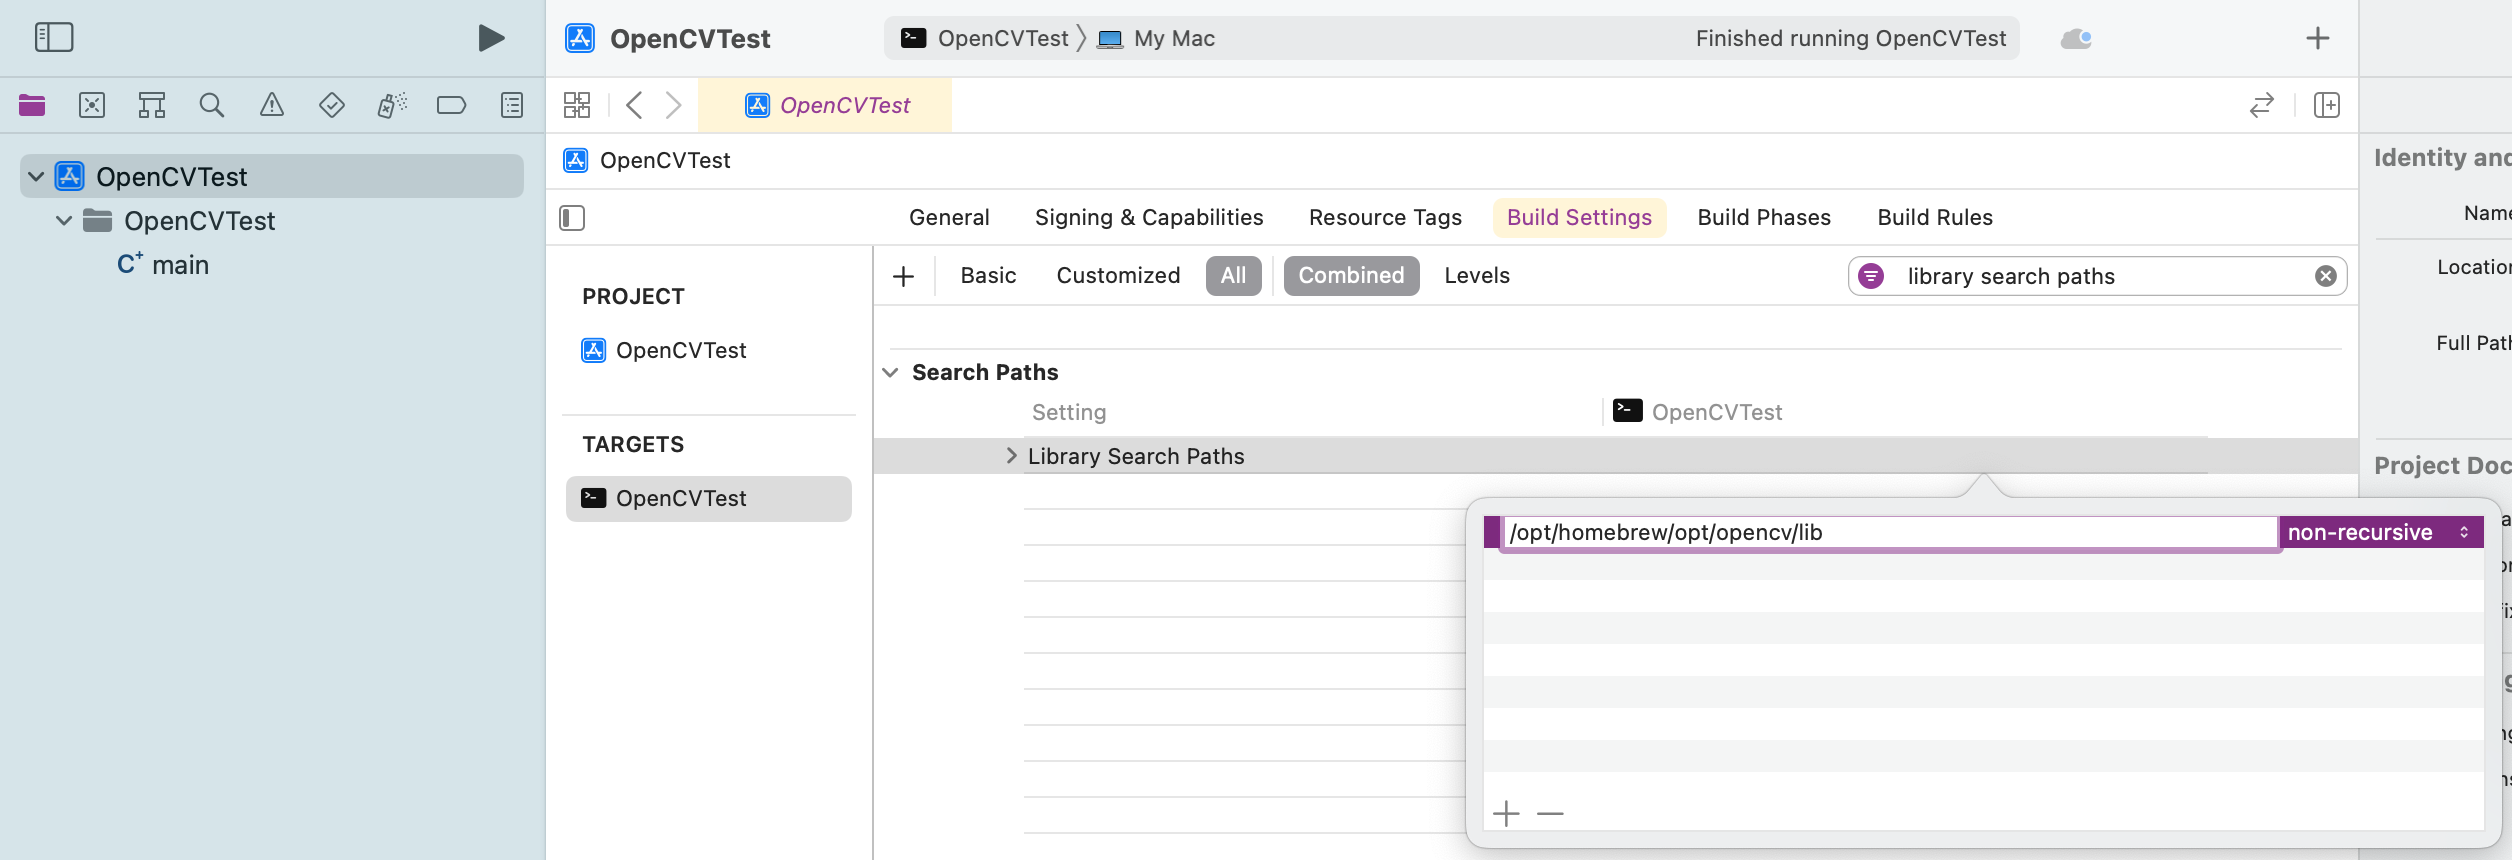 OpenCVTest
OpenCVTest
main
OpenCVTest
OpenCVTest
My Mac
Finished running OpenCVTest
OpenCVTest
OpenCVTest
General
Signing & Capabilities
Resource Tags
Build Settings
Build Phases
Build Rules
PROJECT
OpenCVTest
TARGETS
OpenCVTest
Basic
Customized
All
Combined
Levels
library search paths
Search Paths
Setting
OpenCVTest
Library Search Paths
/opt/homebrew/opt/opencv/lib
non-recursive
Identity and
Name
Location
Full Path
Project Doc